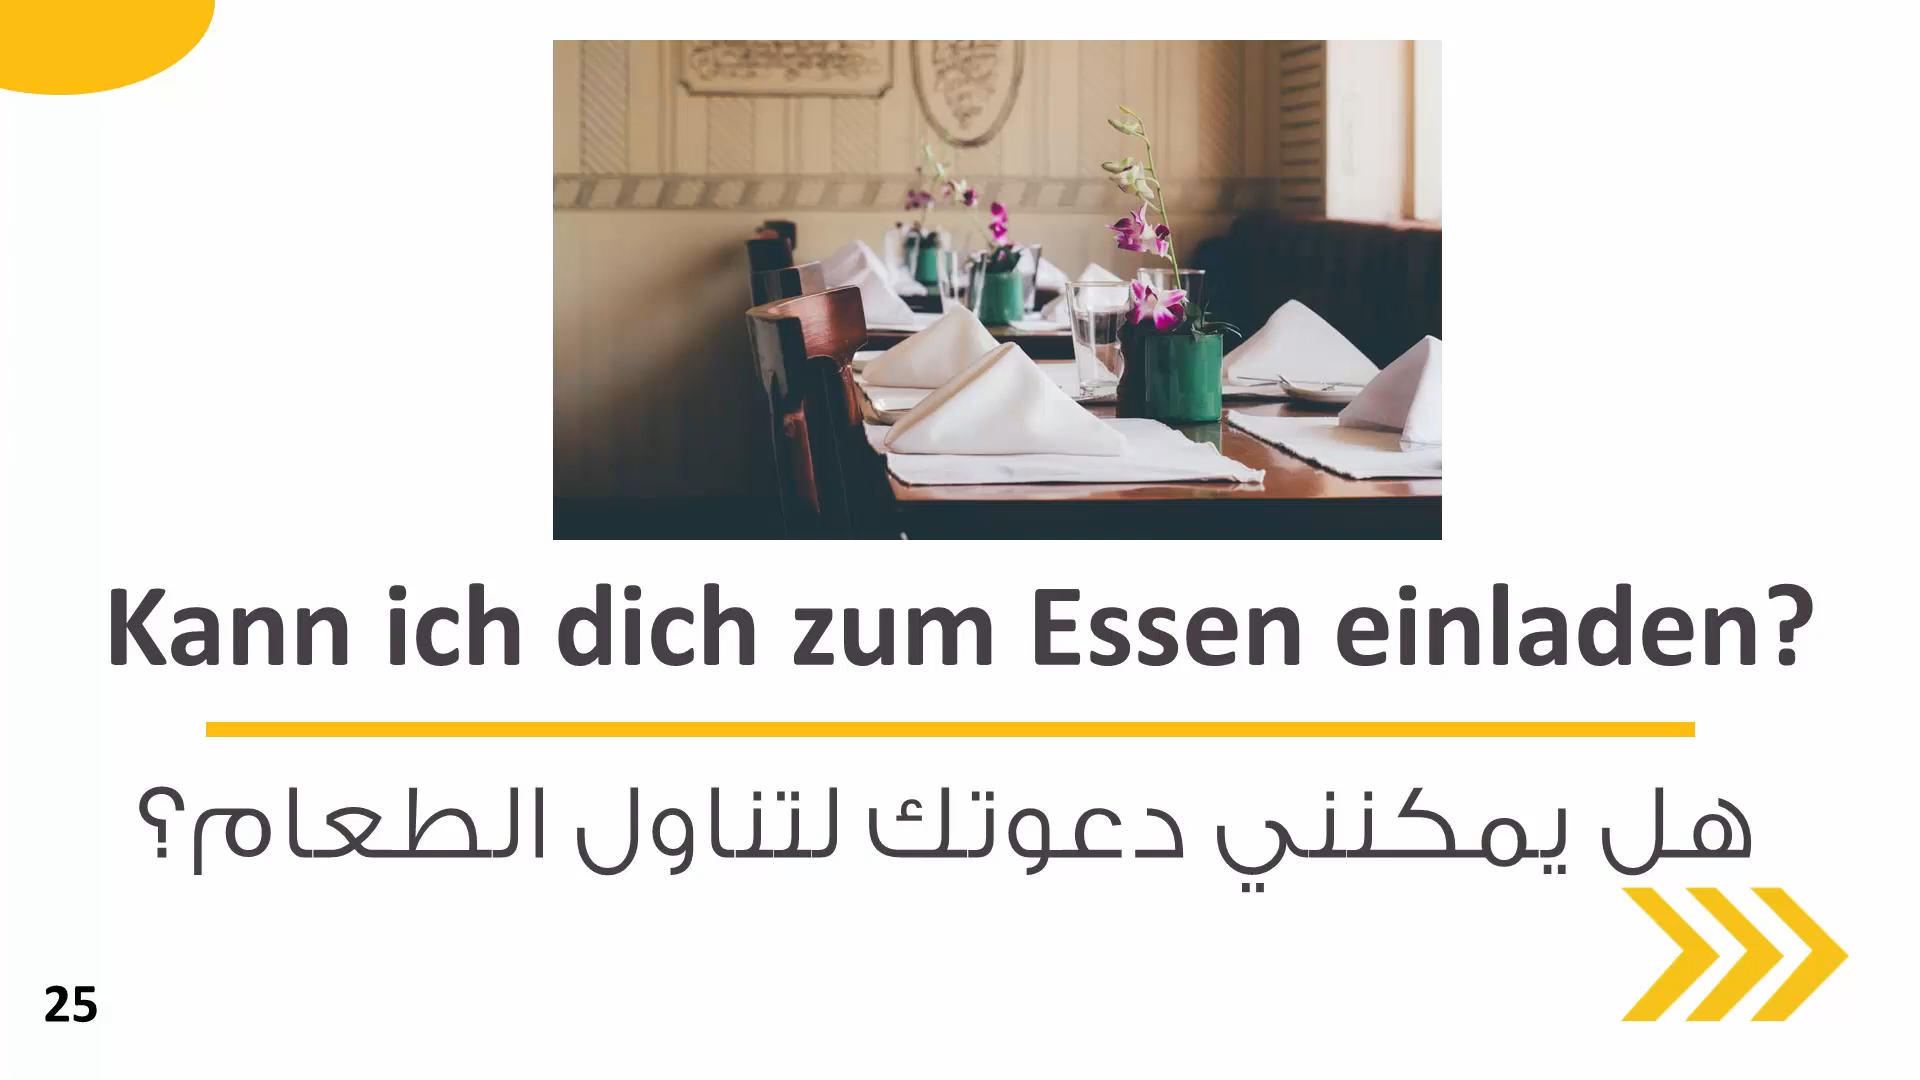 Kann ich dich zum Essen einladen?
هل يمكنني دعوتك لتناول الطعام؟
25